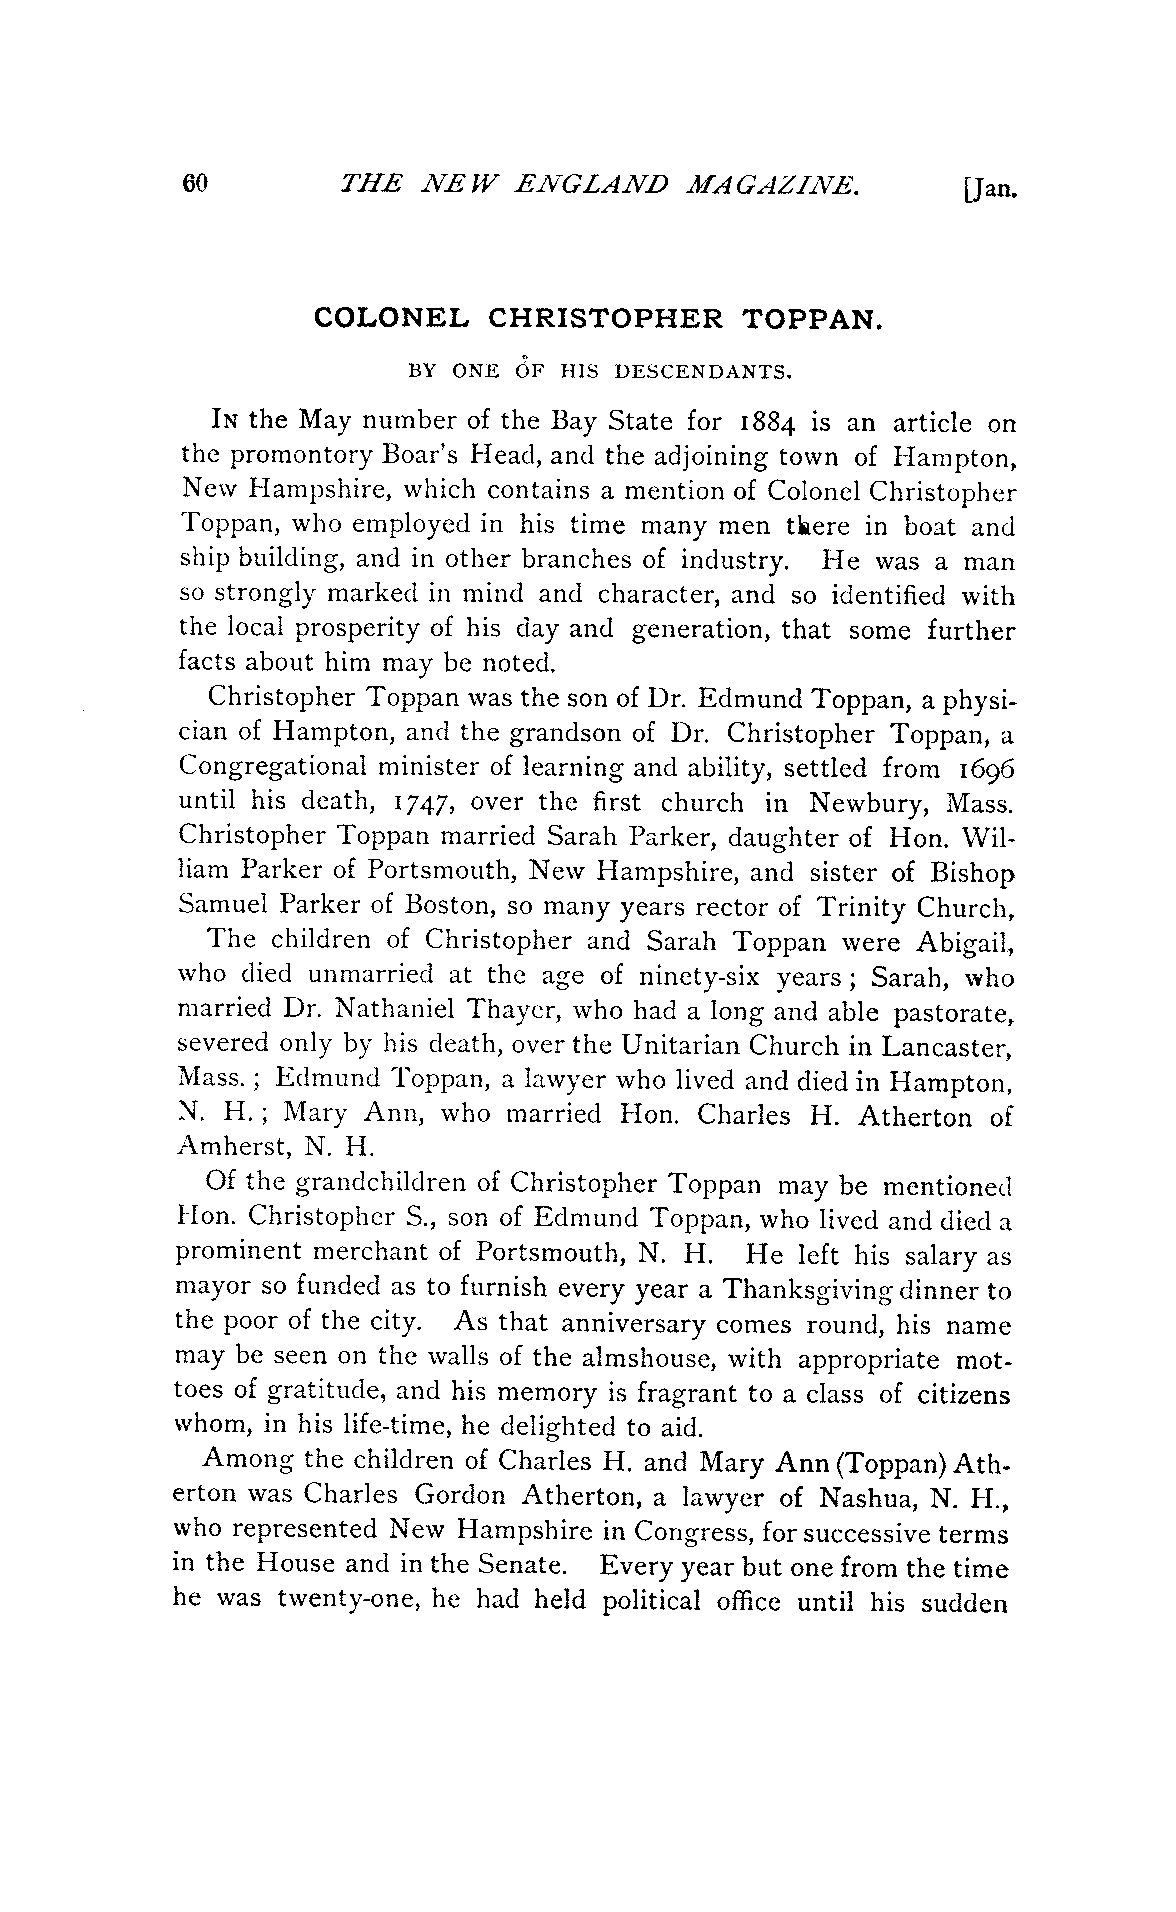 60 THE NEW ENGLAND MAGAZINE. [Jan.
COLONEL CHRISTOPHER TOPPAN.
BY ONE OF HIS DESCENDANTS.
IN the May number of the Bay State for 1884 is an article on
the promontory Boar's Head, and the adjoining town of Hampton,
New Hampshire, which contains a mention of Colonel Christopher
Toppan, who employed in his time many men there in boat and
ship building, and in other branches of industry. He was a man
so strongly marked in mind and character, and so identified with
the local prosperity of his day and generation, that some further
facts about him may be noted.
Christopher Toppan was the son of Dr. Edmund Toppan, a physi-
cian of Hampton, and the grandson of Dr. Christopher Toppan, a
Congregational minister of learning and ability, settled from 1696
until his death, 1747, over the first church in Newbury, Mass.
Christopher Toppan married Sarah Parker, daughter of Hon. Wil-
liam Parker of Portsmouth, New Hampshire, and sister of Bishop
Samuel Parker of Boston, so many years rector of Trinity Church,
The children of Christopher and Sarah Toppan were Abigail,
who died unmarried at the age of ninety-six years; Sarah, who
married Dr. Nathaniel Thayer, who had a long and able pastorate,
severed only by his death, over the Unitarian Church in Lancaster,
Mass.; Edmund Toppan, a lawyer who lived and died in Hampton,
N. H.; Mary Ann, who married Hon. Charles H. Atherton of
Amherst, N. H.
Of the grandchildren of Christopher Toppan may be mentioned
Hon. Christopher S., son of Edmund Toppan, who lived and died a
prominent merchant of Portsmouth, N. H. He left his salary as
mayor so funded as to furnish every year a Thanksgiving dinner to
the poor of the city. As that anniversary comes round, his name
may be seen on the walls of the almshouse, with appropriate mot-
toes of gratitude, and his memory is fragrant to a class of citizens
whom, in his life-time, he delighted to aid.
Among the children of Charles H. and Mary Ann (Toppan) Ath-
erton was Charles Gordon Atherton, a lawyer of Nashua, N. H.,
who represented New Hampshire in Congress, for successive terms
in the House and in the Senate. Every year but one from the time
he was twenty-one, he had held political office until his sudden